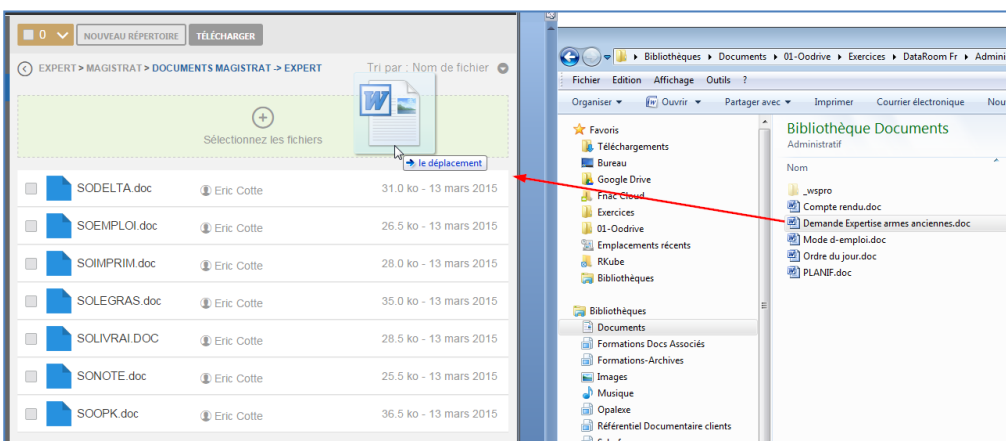 0
NOUVEAU RÉPERTOIRE
TÉLÉCHARGER
EXPERT > MAGISTRAT > DOCUMENTS MAGISTRAT -> EXPERT
Tri par : Nom de fichier
Sélectionnez les fichiers
le déplacement
SODELTA.doc Eric Cotte 31.0 ko - 13 mars 2015
SOEMPLOI.doc Eric Cotte 26.5 ko - 13 mars 2015
SOIMPRIM.doc Eric Cotte 28.0 ko - 13 mars 2015
SOLEGRAS.doc Eric Cotte 35.0 ko - 13 mars 2015
SOLIVRAI.DOC Eric Cotte 28.5 ko - 13 mars 2015
SONOTE.doc Eric Cotte 25.5 ko - 13 mars 2015
SOOPK.doc Eric Cotte 36.5 ko - 13 mars 2015
Bibliothèques Documents 01-Oodrive Exercices DataRoom Fr Admini
Fichier Edition Affichage Outils ?
Organiser Ouvrir Partager avec Imprimer Courrier électronique Nou
Favoris
Téléchargements
Bureau
Google Drive
Fnac Cloud
Exercices
01-Oodrive
Emplacements récents
RKube
Bibliothèques
Bibliothèques
Documents
Formations Docs Associés
Formations-Archives
Images
Musique
Opalexe
Référentiel Documentaire clients
Bibliothèque Documents
Administratif
Nom
_wspro
Compte rendu.doc
Demande Expertise armes anciennes.doc
Mode d-emploi.doc
Ordre du jour.doc
PLANIF.doc